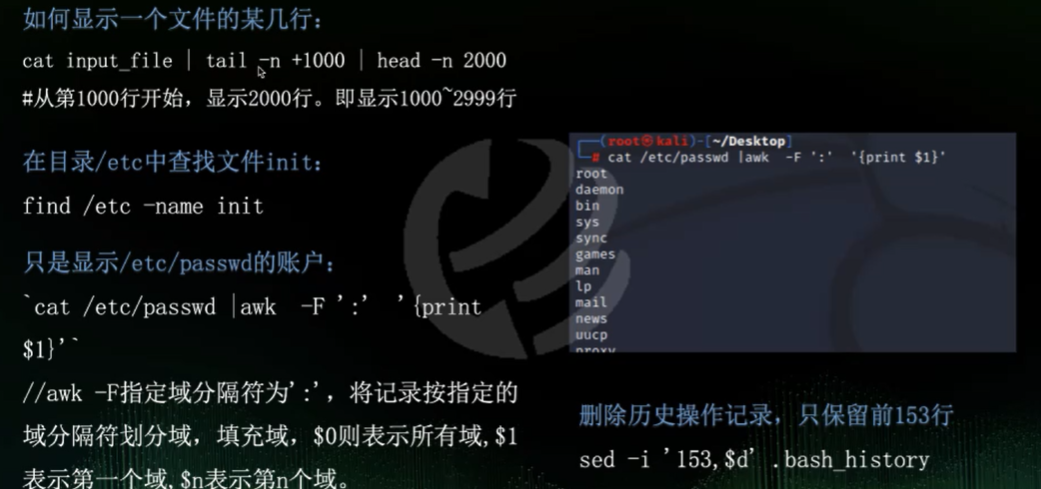 如何显示一个文件的某几行：
cat input_file | tail -n +1000 | head -n 2000
#从第1000行开始，显示2000行。即显示1000~2999行
在目录/etc中查找文件init：
find /etc -name init
只是显示/etc/passwd的账户：
`cat /etc/passwd |awk  -F ':'  '{print
$1}'`
//awk -F指定域分隔符为':'，将记录按指定的
域分隔符划分域，填充域，$0则表示所有域,$1
表示第一个域,$n表示第n个域。
(root㉿kali)-[~/Desktop]
# cat /etc/passwd |awk  -F ':'  '{print $1}'
root
daemon
bin
sys
sync
games
man
lp
mail
news
uucp
proxy
删除历史操作记录，只保留前153行
sed -i '153,$d' .bash_history